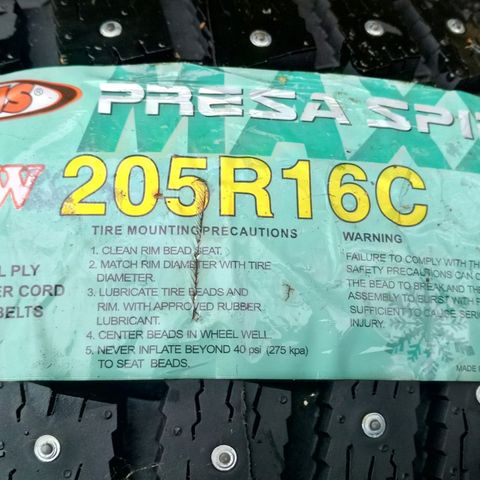 MAXX
S®
PRESA SPI
W 205R16C
TIRE MOUNTING PRECAUTIONS
1. CLEAN RIM BEAD SEAT.
2. MATCH RIM DIAMETER WITH TIRE
DIAMETER.
3. LUBRICATE TIRE BEADS AND
RIM. WITH APPROVED RUBBER
LUBRICANT.
4. CENTER BEADS IN WHEEL WELL.
5. NEVER INFLATE BEYOND 40 psi (275 kpa)
TO SEAT BEADS.
L PLY
ER CORD
BELTS
WARNING
FAILURE TO COMPLY WITH THE
SAFETY PRECAUTIONS CAN C
THE BEAD TO BREAK AND THE
ASSEMBLY TO BURST WITH F
SUFFICIENT TO CAUSE SERI
INJURY.
MADE